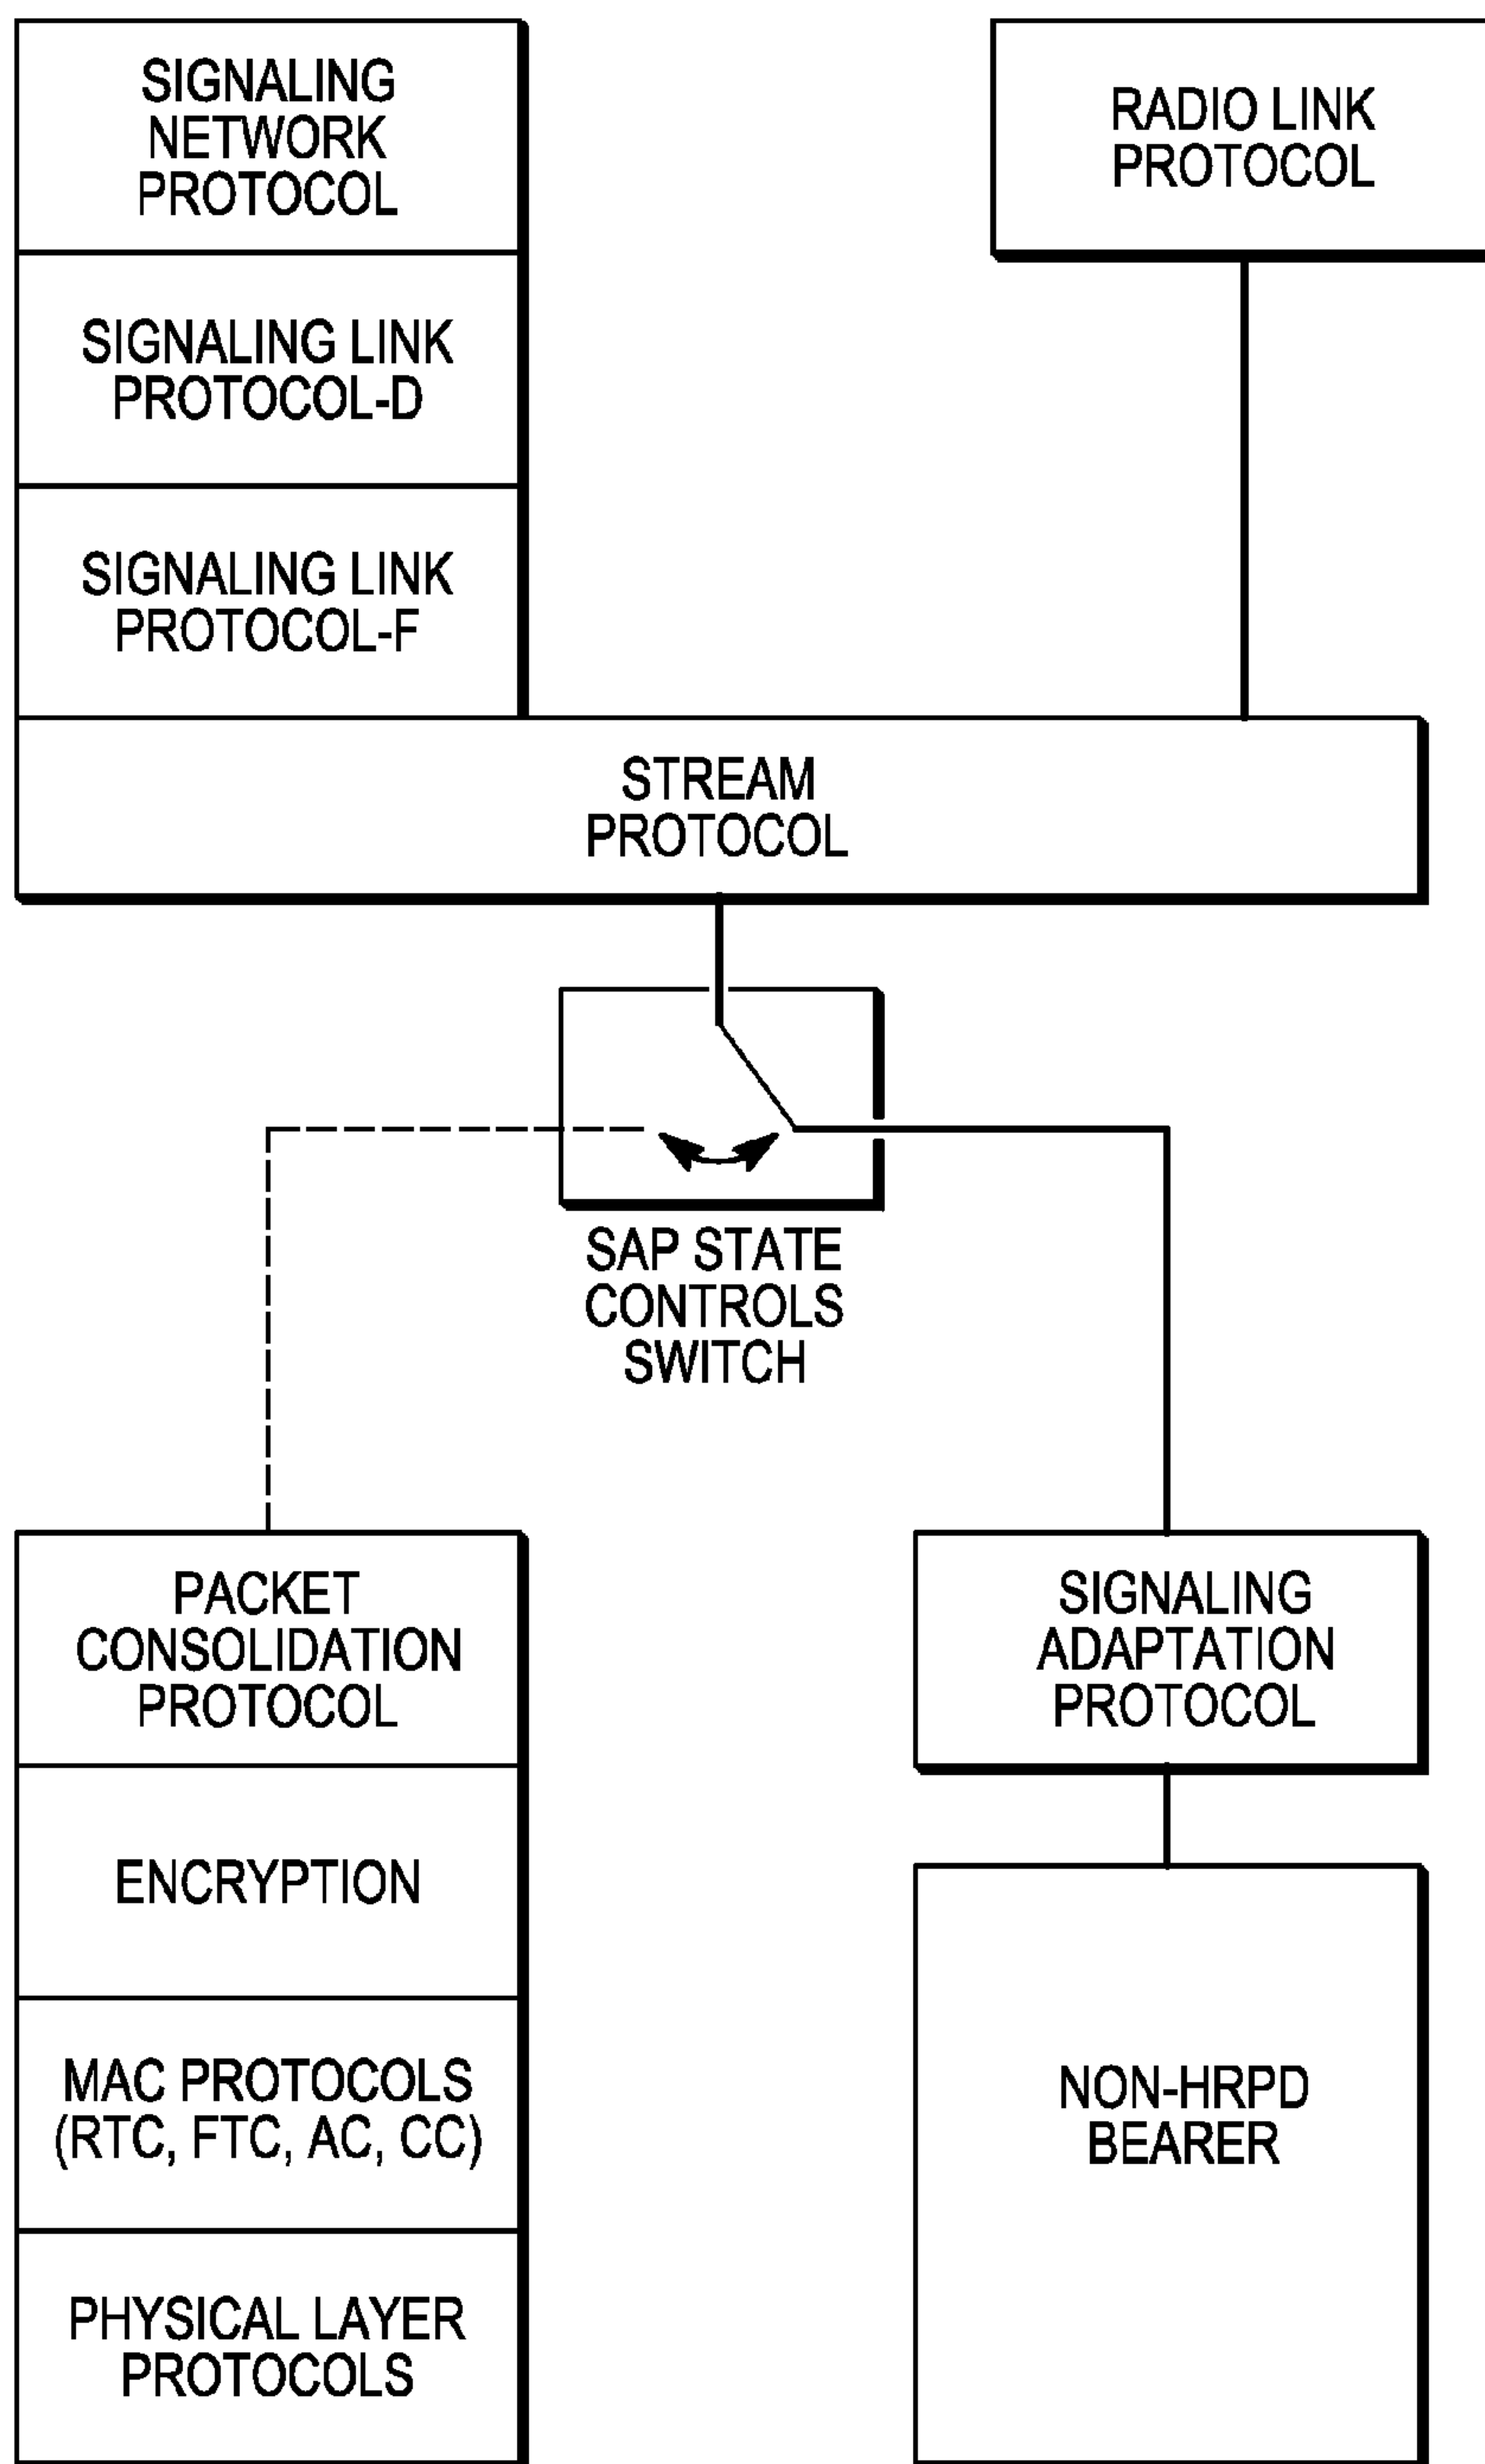 SIGNALING
NETWORK
PROTOCOL
RADIO LINK
PROTOCOL
SIGNALING LINK
PROTOCOL-D
SIGNALING LINK
PROTOCOL-F
STREAM
PROTOCOL
SAP STATE
CONTROLS
SWITCH
PACKET
CONSOLIDATION
PROTOCOL
SIGNALING
ADAPTATION
PROTOCOL
ENCRYPTION
MAC PROTOCOLS
(RTC, FTC, AC, CC)
NON-HRPD
BEARER
PHYSICAL LAYER
PROTOCOLS